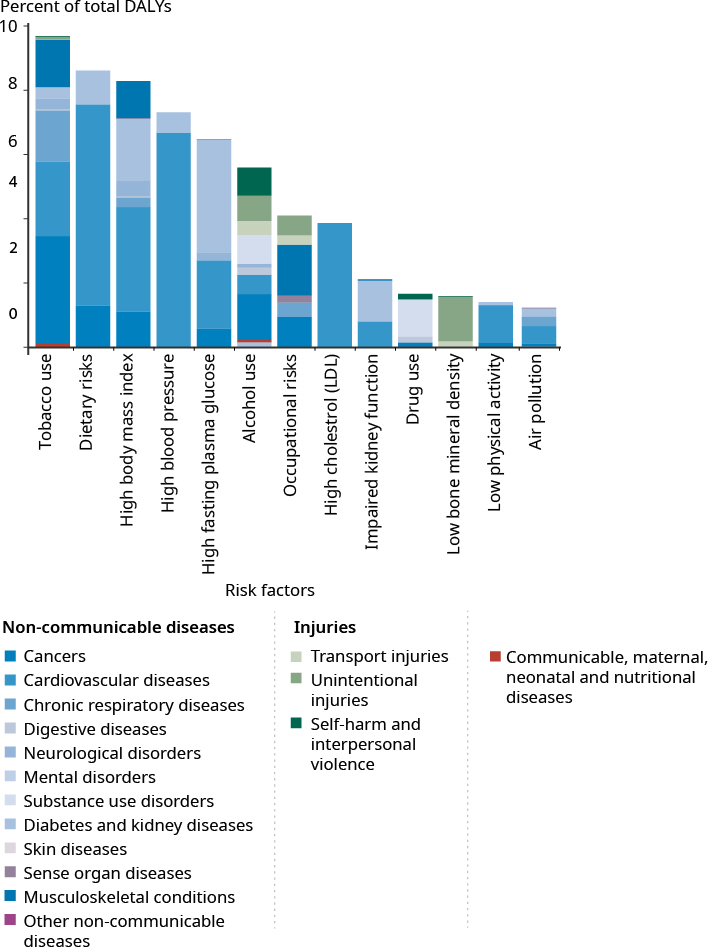 Percent of total DALYs
10
8
6
4
2
0
Tobacco use
Dietary risks
High body mass index
High blood pressure
High fasting plasma glucose
Alcohol use
Occupational risks
High cholestrol (LDL)
Impaired kidney function
Drug use
Low bone mineral density
Low physical activity
Air pollution
Risk factors
Non-communicable diseases
Cancers
Cardiovascular diseases
Chronic respiratory diseases
Digestive diseases
Neurological disorders
Mental disorders
Substance use disorders
Diabetes and kidney diseases
Skin diseases
Sense organ diseases
Musculoskeletal conditions
Other non-communicable
diseases
Injuries
Transport injuries
Unintentional
injuries
Self-harm and
interpersonal
violence
Communicable, maternal,
neonatal and nutritional
diseases